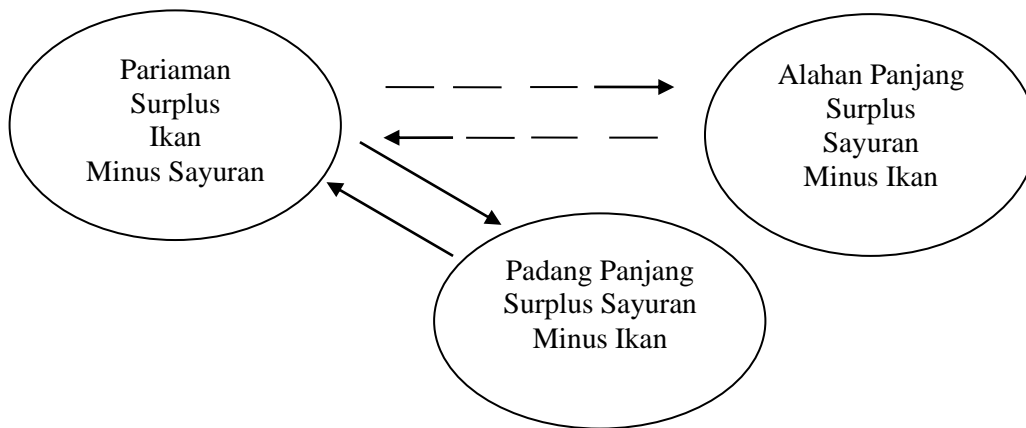 Pariaman
Surplus
Ikan
Minus Sayuran
Alahan Panjang
Surplus
Sayuran
Minus Ikan
Padang Panjang
Surplus Sayuran
Minus Ikan